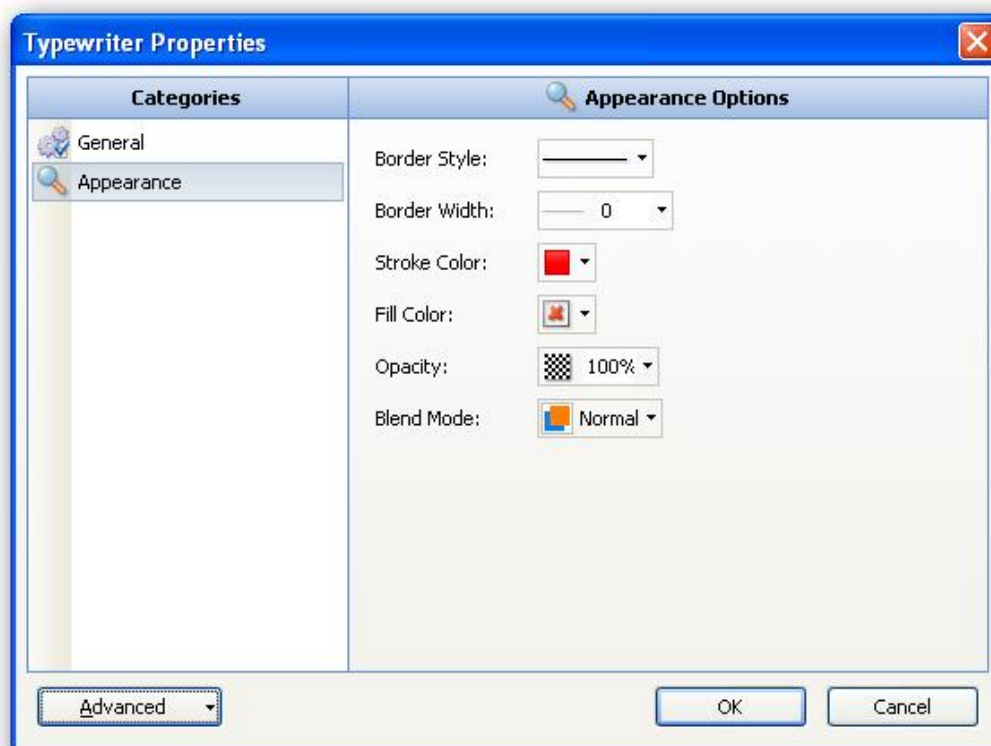 Typewriter Properties
Categories
Appearance Options
General
Appearance
Border Style:
Border Width: 0
Stroke Color:
Fill Color:
Opacity: 100%
Blend Mode: Normal
Advanced
OK
Cancel